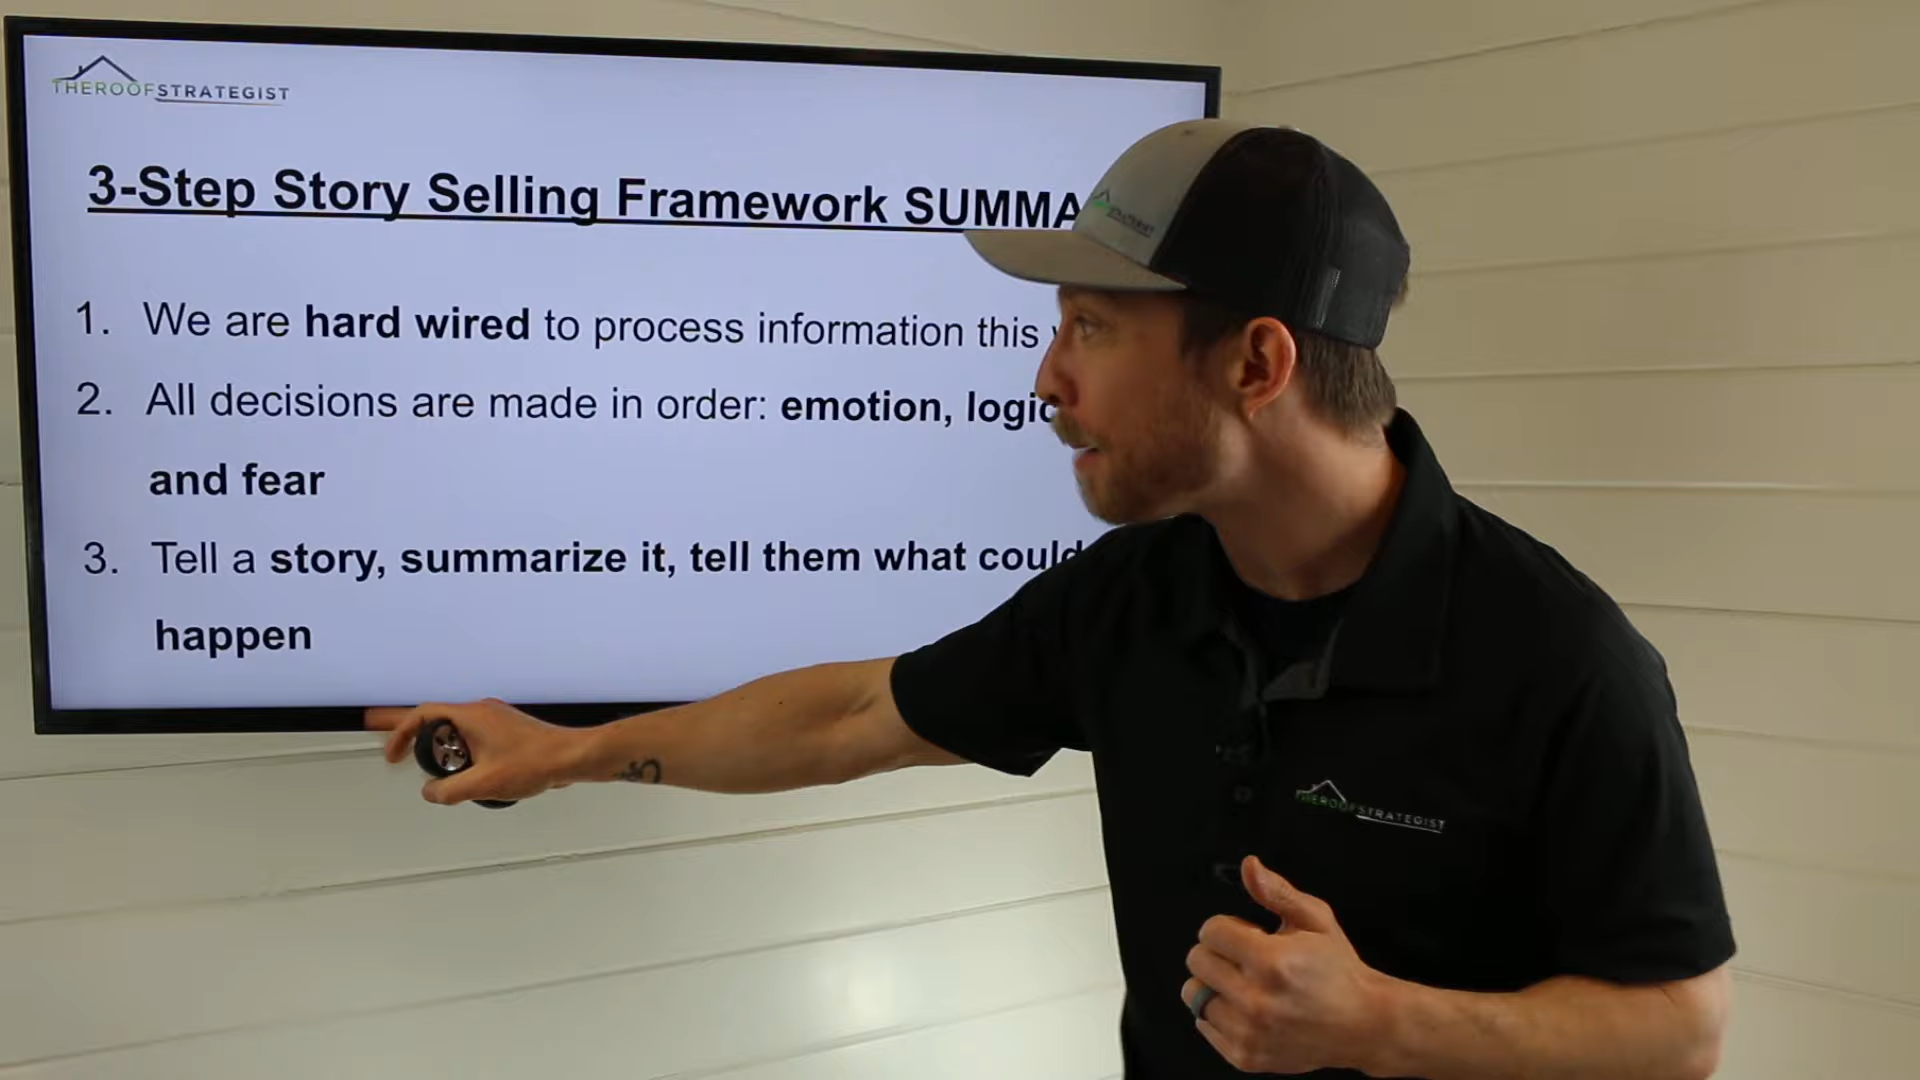 THEROOFSTRATEGIST
3-Step Story Selling Framework SUMMA
1. We are hard wired to process information this
2. All decisions are made in order: emotion, logic
and fear
3. Tell a story, summarize it, tell them what could
happen
THEROOFSTRATEGIST